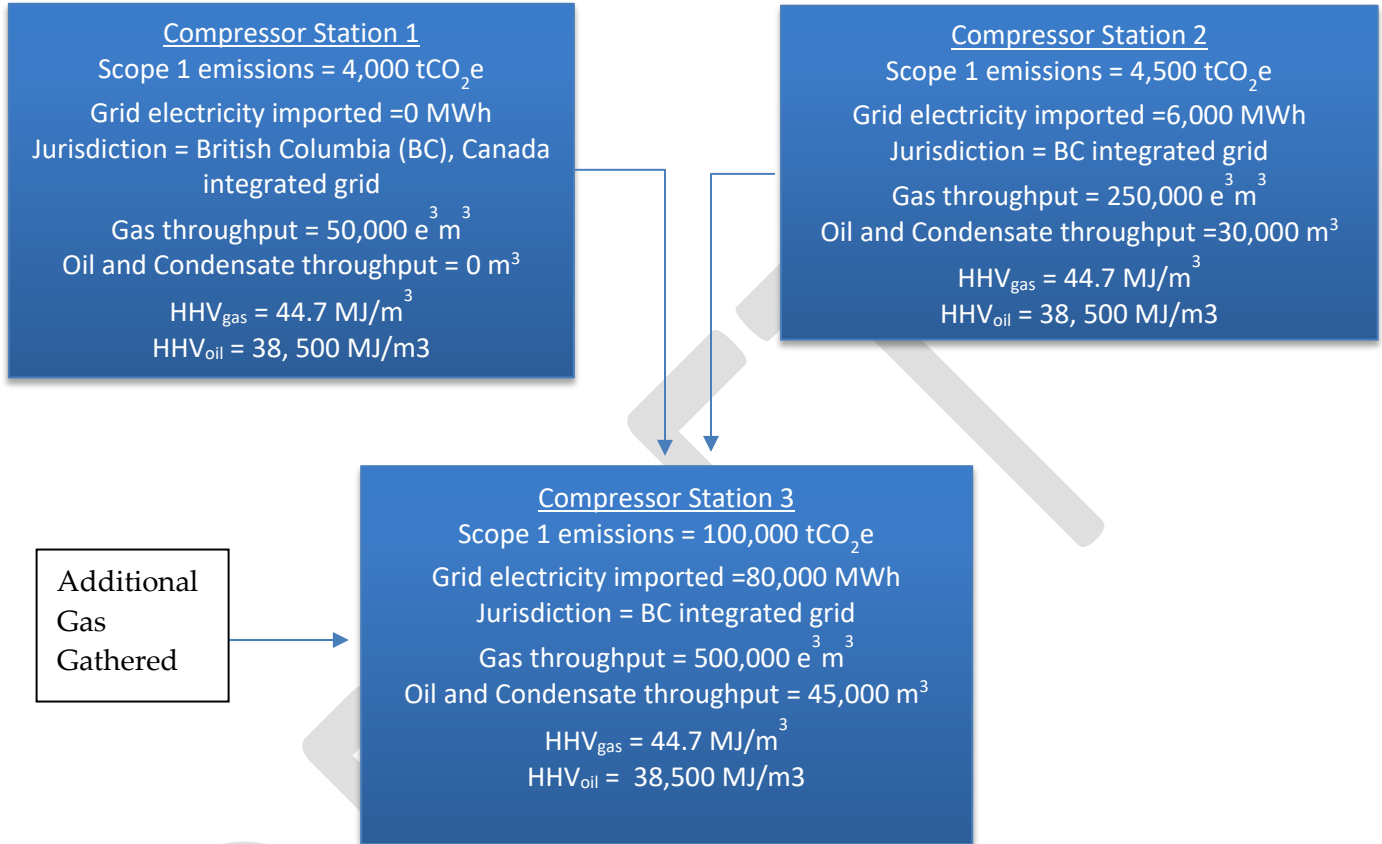 Compressor Station 1
Scope 1 emissions = 4,000 tCO₂e
Grid electricity imported =0 MWh
Jurisdiction = British Columbia (BC), Canada
integrated grid
Gas throughput = 50,000 e³m³
Oil and Condensate throughput = 0 m³
HHVgas = 44.7 MJ/m³
HHVoil = 38, 500 MJ/m3
Compressor Station 2
Scope 1 emissions = 4,500 tCO₂e
Grid electricity imported =6,000 MWh
Jurisdiction = BC integrated grid
Gas throughput = 250,000 e³m³
Oil and Condensate throughput =30,000 m³
HHVgas = 44.7 MJ/m³
HHVoil = 38, 500 MJ/m3
Additional
Gas
Gathered
Compressor Station 3
Scope 1 emissions = 100,000 tCO₂e
Grid electricity imported =80,000 MWh
Jurisdiction = BC integrated grid
Gas throughput = 500,000 e³m³
Oil and Condensate throughput = 45,000 m³
HHVgas = 44.7 MJ/m³
HHVoil = 38,500 MJ/m3